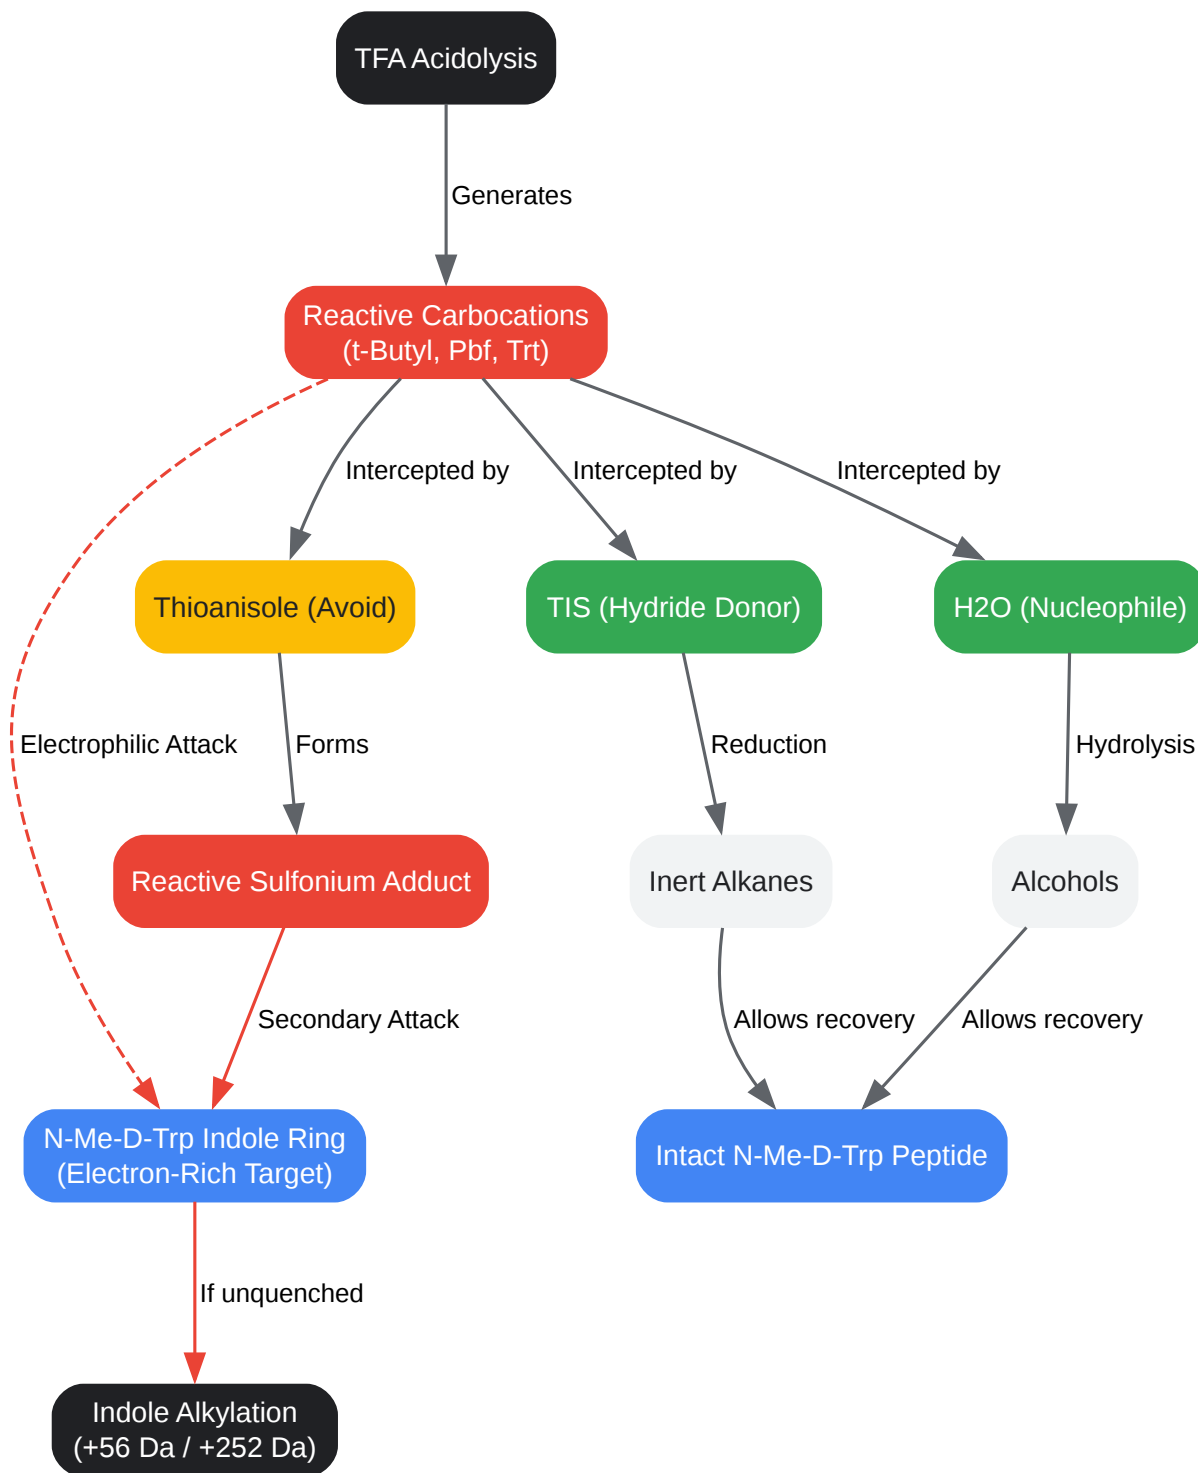 TFA Acidolysis
Generates
Reactive Carbocations
(t-Butyl, Pbf, Trt)
Intercepted by
Intercepted by
Intercepted by
Thioanisole (Avoid)
TIS (Hydride Donor)
H2O (Nucleophile)
Electrophilic Attack
Forms
Reduction
Hydrolysis
Reactive Sulfonium Adduct
Inert Alkanes
Alcohols
Secondary Attack
Allows recovery
Allows recovery
N-Me-D-Trp Indole Ring
(Electron-Rich Target)
Intact N-Me-D-Trp Peptide
If unquenched
Indole Alkylation
(+56 Da / +252 Da)